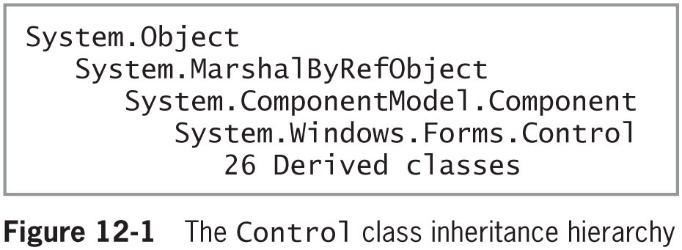 System.Object
System.MarshalByRefObject
System.ComponentModel.Component
System.Windows.Forms.Control
26 Derived classes
Figure 12-1 The Control class inheritance hierarchy